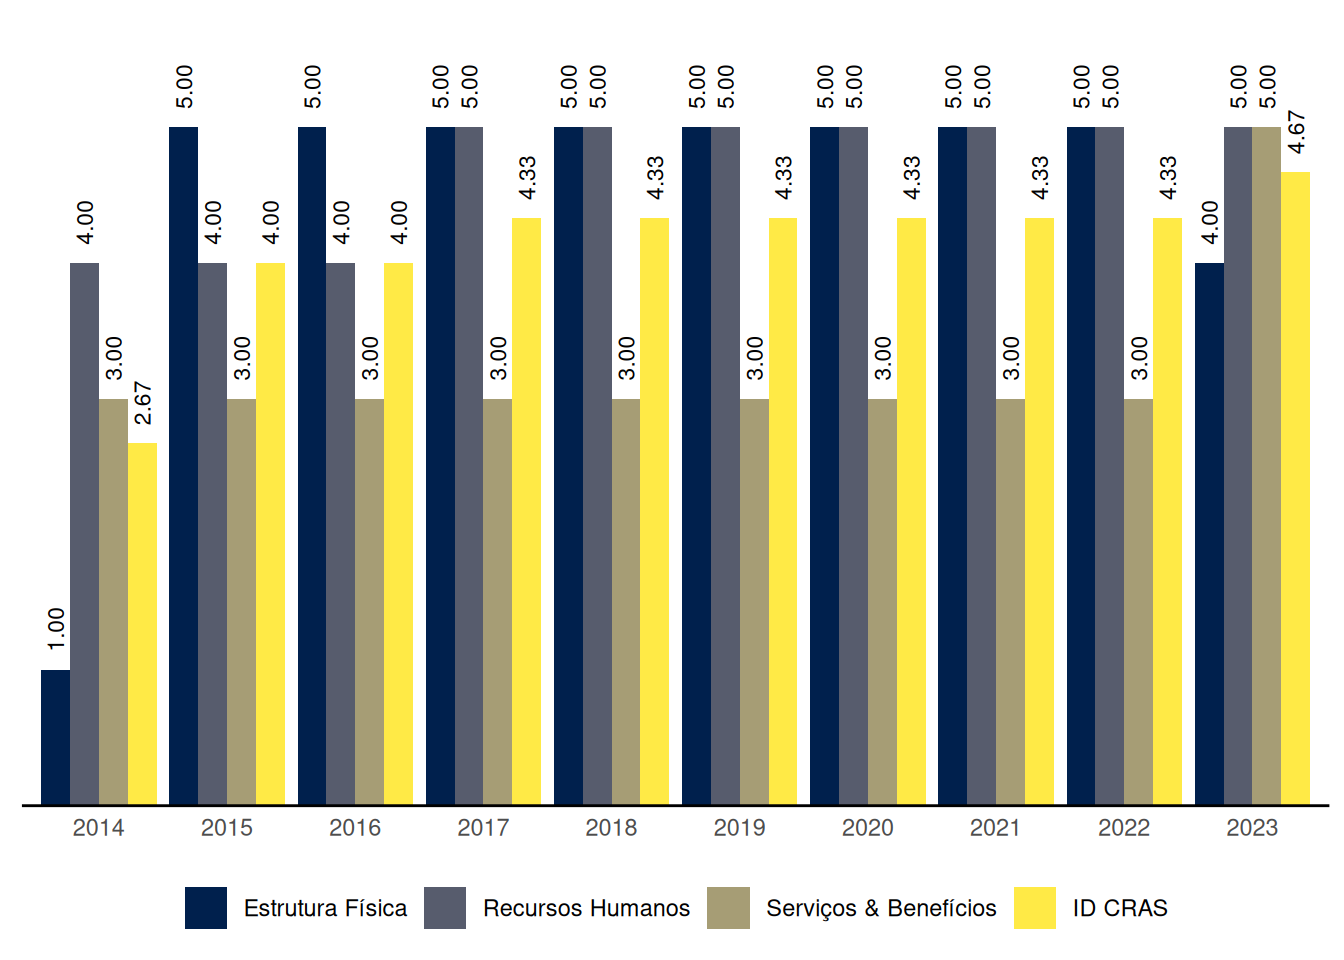 5.00 5.00 5.00 5.00 5.00 5.00 5.00 5.00 5.00 5.00 5.00 5.00 5.00 5.00 5.00 5.00
4.67
4.33 4.33 4.33 4.33 4.33 4.33
4.00 4.00 4.00 4.00 4.00 4.00
3.00 3.00 3.00 3.00 3.00 3.00 3.00 3.00 3.00
2.67
1.00
2014 2015 2016 2017 2018 2019 2020 2021 2022 2023
Estrutura Física Recursos Humanos Serviços & Benefícios ID CRAS